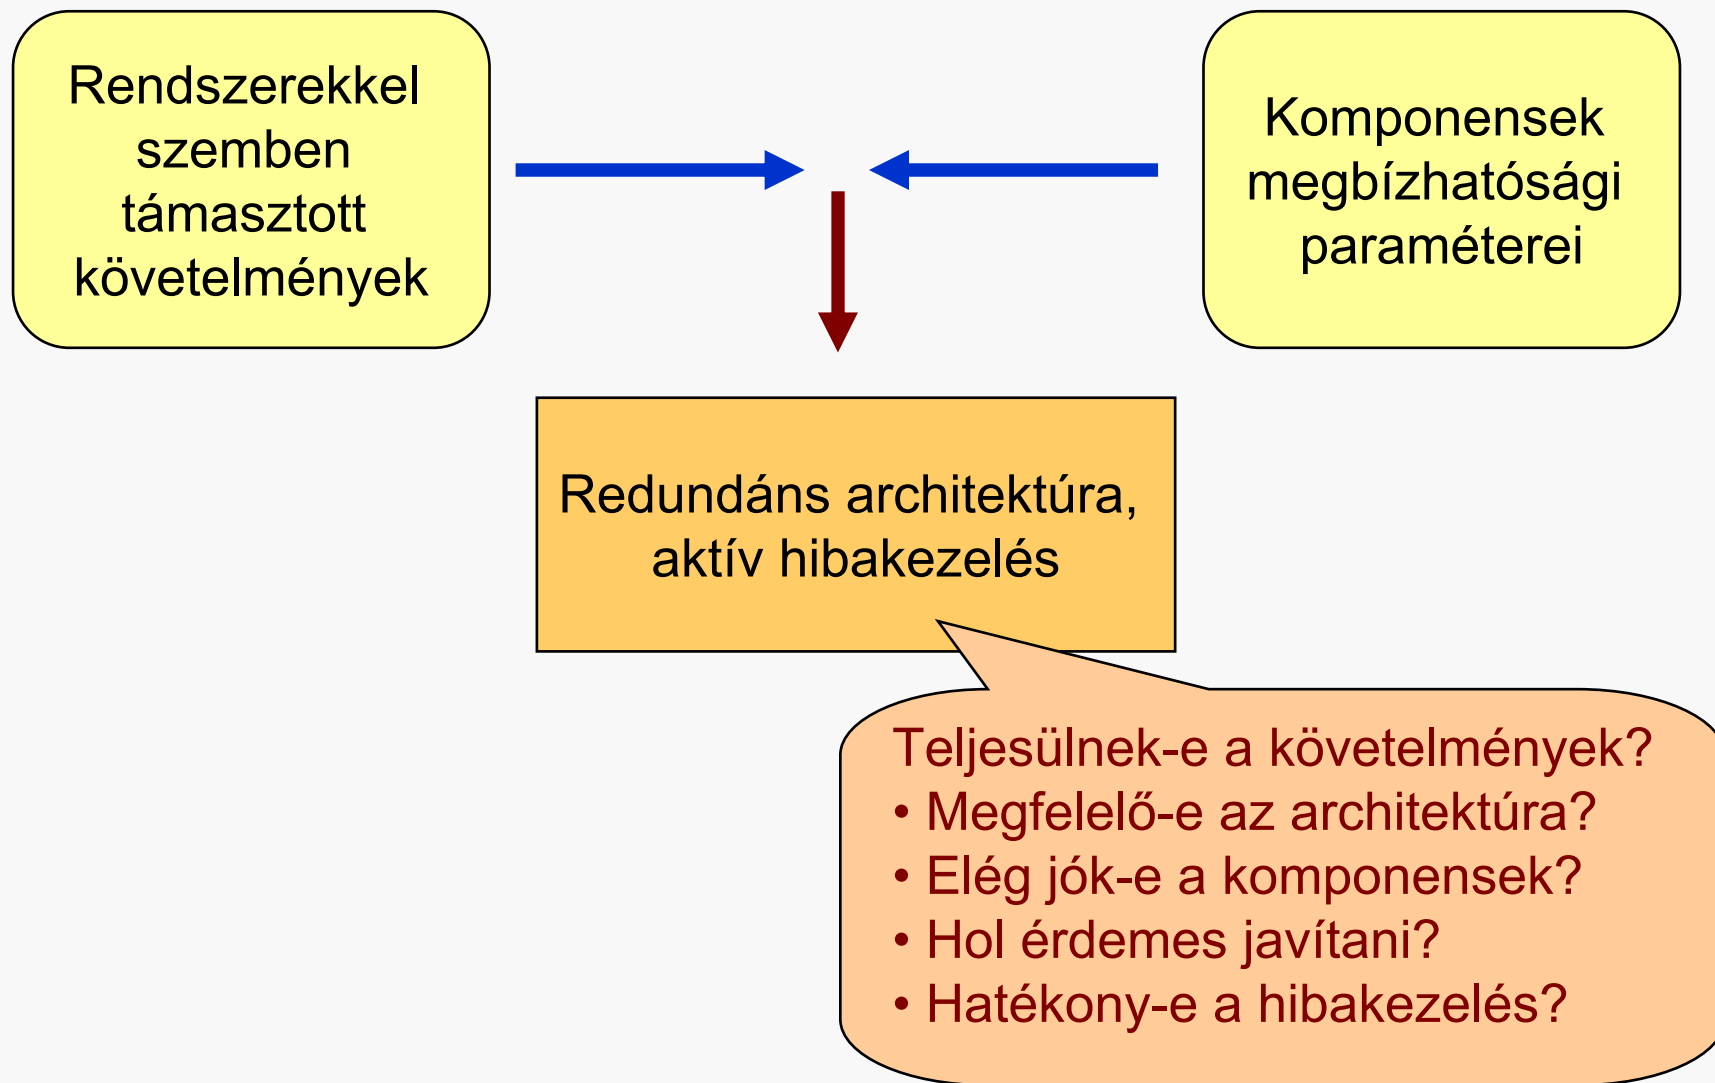 Rendszerekkel
szemben
támasztott
követelmények
Komponensek
megbízhatósági
paraméterei
Redundáns architektúra,
aktív hibakezelés
Teljesülnek-e a követelmények?
• Megfelelő-e az architektúra?
• Elég jók-e a komponensek?
• Hol érdemes javítani?
• Hatékony-e a hibakezelés?